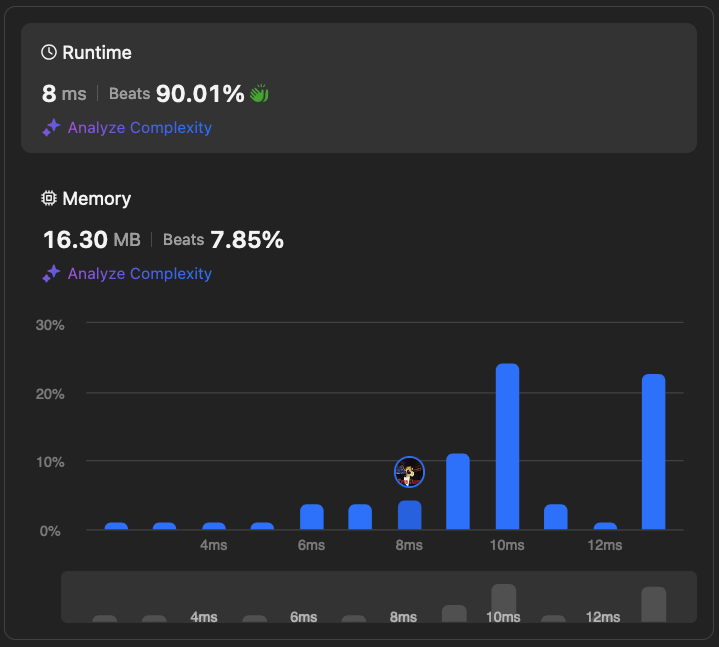 Runtime
8 ms | Beats 90.01%
Analyze Complexity
Memory
16.30 MB | Beats 7.85%
Analyze Complexity
30%
20%
10%
0%
4ms 6ms 8ms 10ms 12ms
4ms 6ms 8ms 10ms 12ms